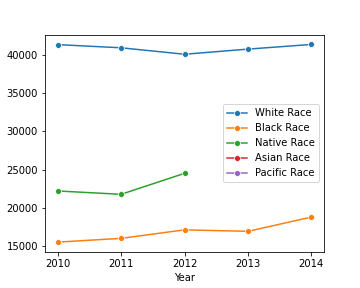 40000
35000
30000
25000
20000
15000
White Race
Black Race
Native Race
Asian Race
Pacific Race
2010 2011 2012 2013 2014
Year